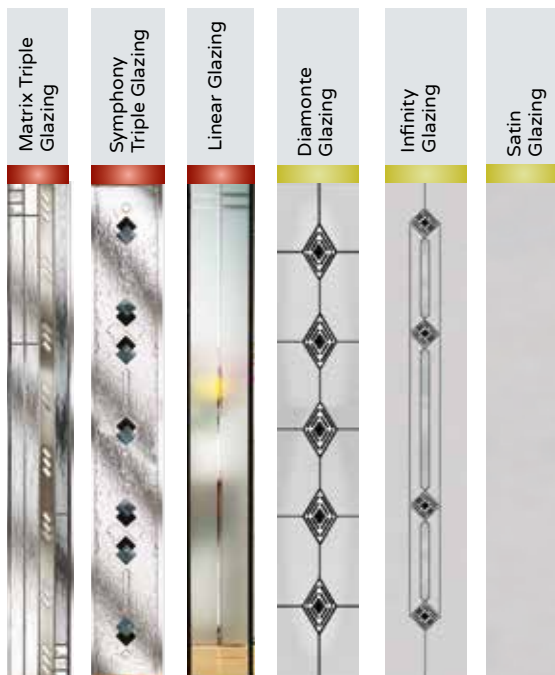 Matrix Triple
Glazing
Symphony
Triple Glazing
Linear Glazing
Diamonte
Glazing
Infinity
Glazing
Satin
Glazing